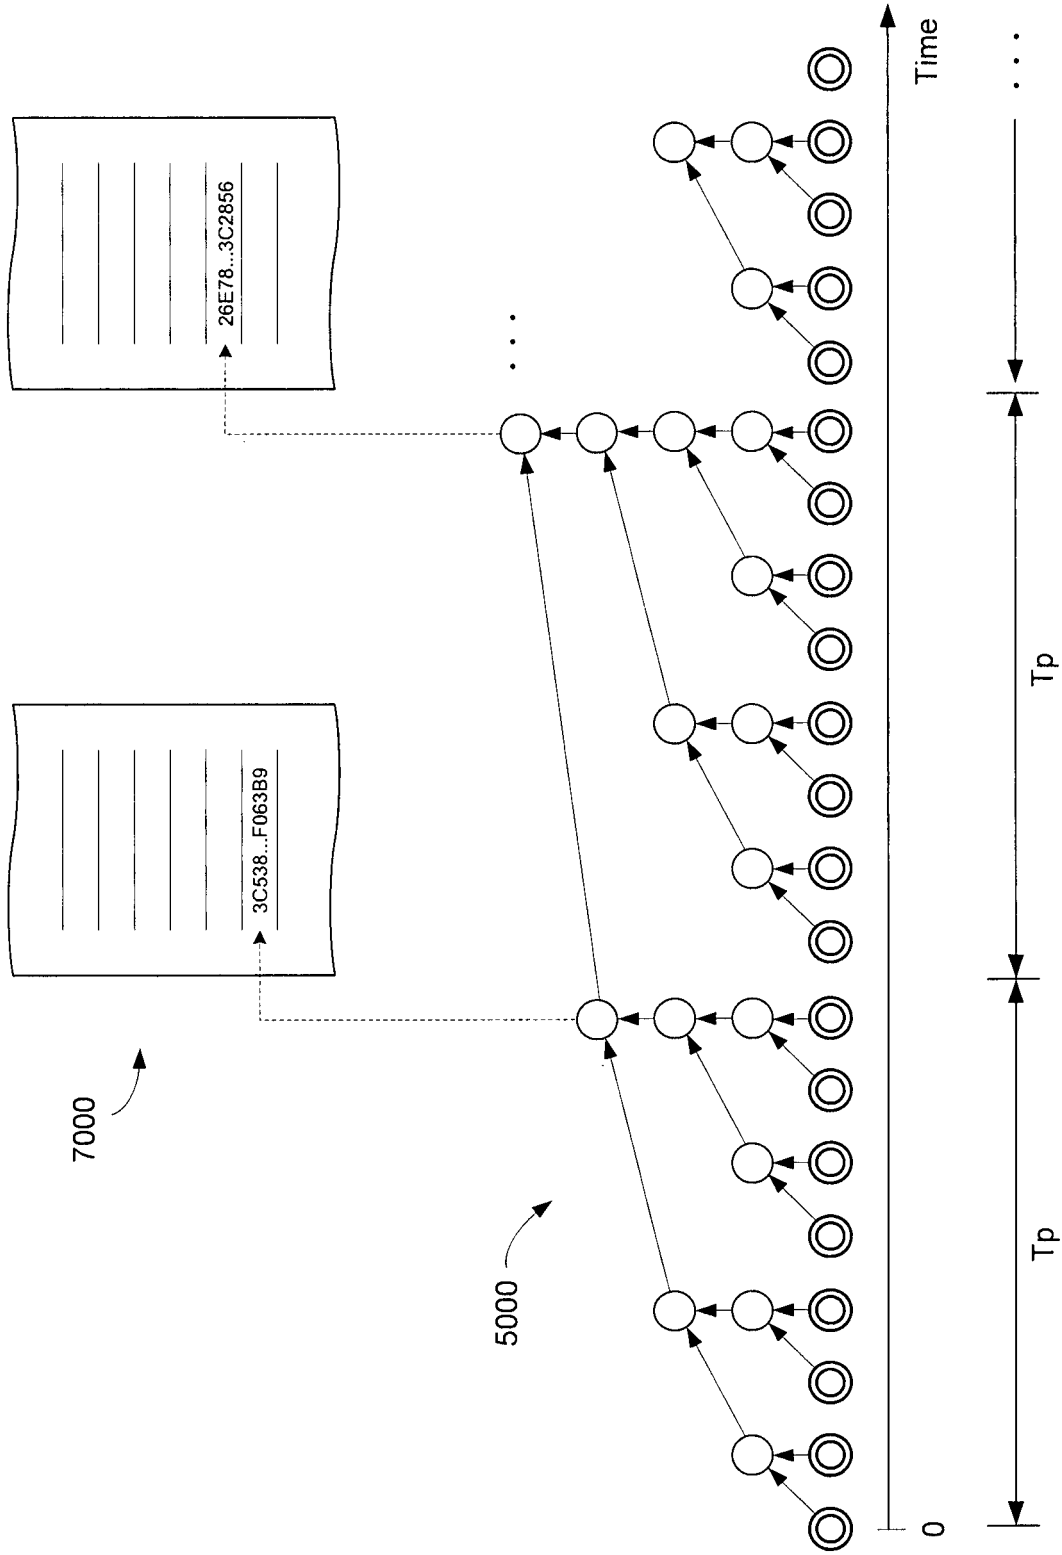 7000
3C538...F063B9
26E78...3C2856
5000
. . .
0
Time
Tp
Tp
. . .